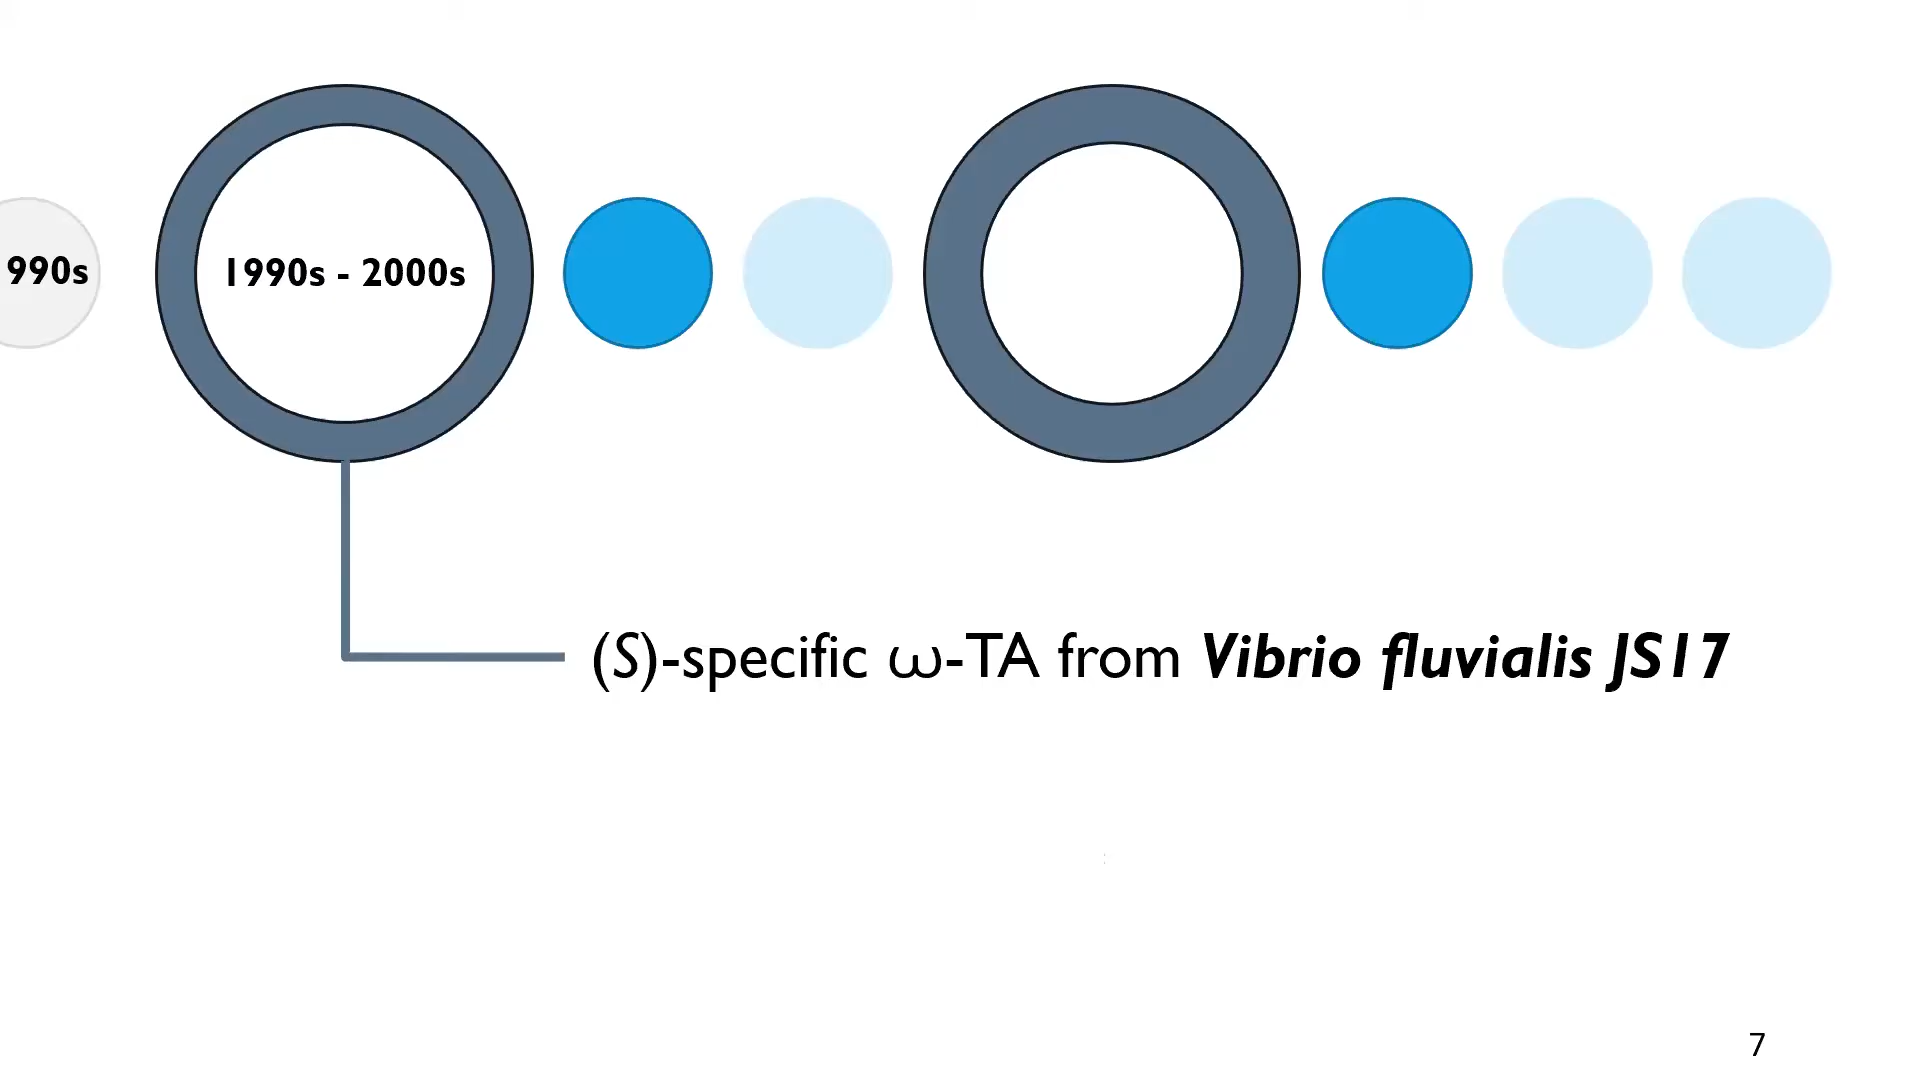 990s
1990s - 2000s
(S)-specific ω-TA from Vibrio fluvialis JS17
7